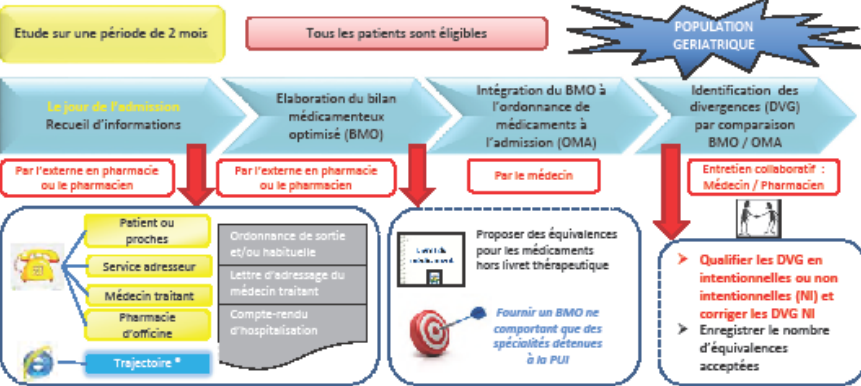 Etude sur une période de 2 mois
Tous les patients sont éligibles
POPULATION
GERIATRIQUE
Le jour de l'admission
Recueil d'informations
Elaboration du bilan
médicamenteux
optimisé (BMO)
Intégration du BMO à
l'ordonnance de
médicaments à
l'admission (OMA)
Identification des
divergences (DVG)
par comparaison
BMO / OMA
Par l'externe en pharmacie
ou le pharmacien
Par l'externe en pharmacie
ou le pharmacien
Par le médecin
Entretien collaboratif :
Médecin / Pharmacien
Patient ou
proches
Service adresseur
Médecin traitant
Pharmacie
d'officine
Trajectoire *
Ordonnance de sortie
et/ou habituelle
Lettre d'adressage du
médecin traitant
Compte-rendu
d'hospitalisation
Livret du
médicament
Proposer des équivalences
pour les médicaments
hors livret thérapeutique
Fournir un BMO ne
comportant que des
spécialités détenues
à la PUI
➢ Qualifier les DVG en
intentionnelles ou non
intentionnelles (NI) et
corriger les DVG NI
➢ Enregistrer le nombre
d'équivalences
acceptées